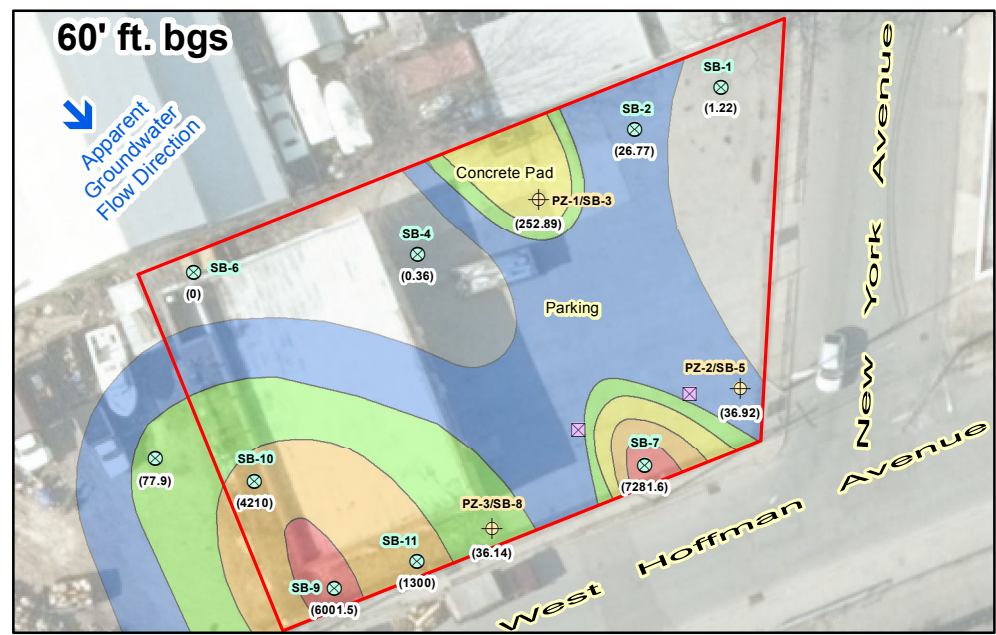 60' ft. bgs
Apparent
Groundwater
Flow Direction
SB-1
(1.22)
SB-2
(26.77)
Concrete Pad
PZ-1/SB-3
(252.89)
SB-4
(0.36)
SB-6
(0)
Parking
PZ-2/SB-5
(36.92)
SB-7
(7281.6)
(77.9)
SB-10
(4210)
PZ-3/SB-8
(36.14)
SB-11
(1300)
SB-9
(6001.5)
New York Avenue
West Hoffman Avenue